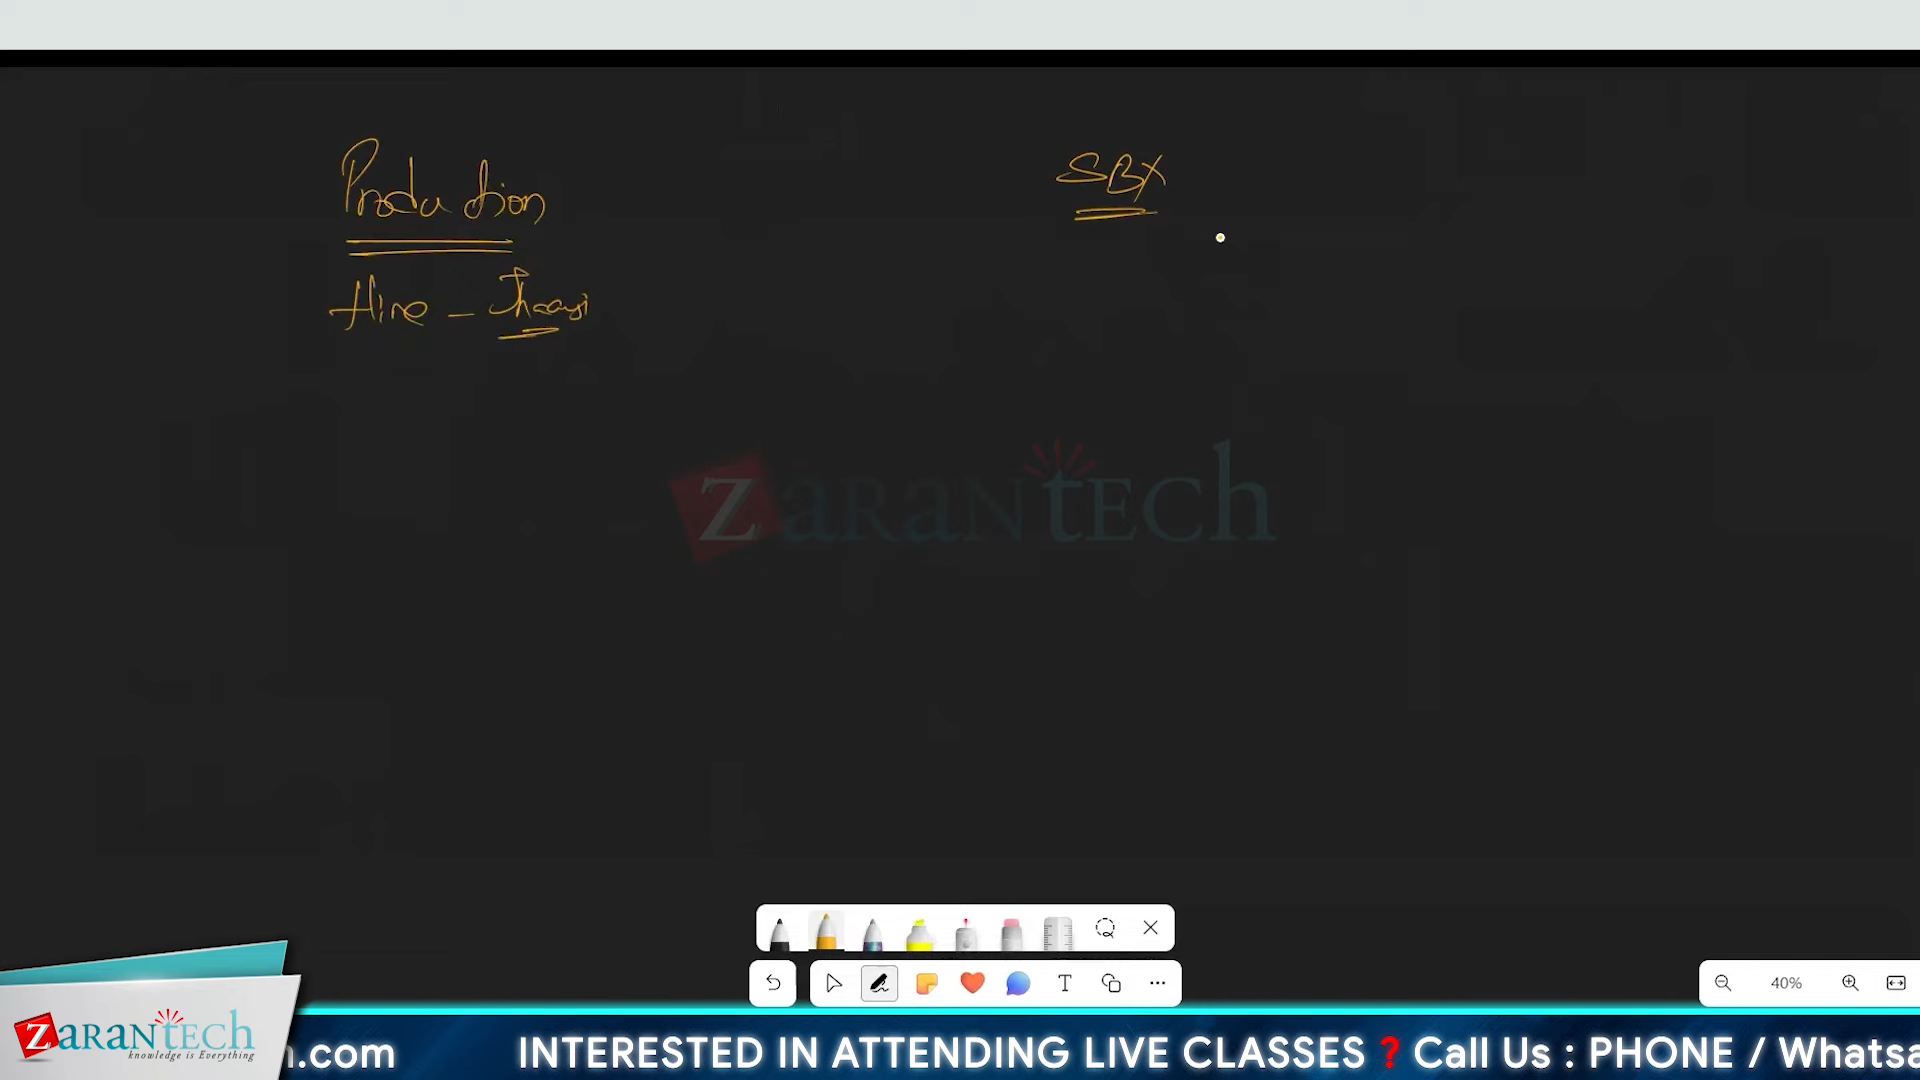 Production
SBX
Hire -
ZaranTech
40%
ZaranTech
knowledge is Everything
n.com
INTERESTED IN ATTENDING LIVE CLASSES ❓ Call Us : PHONE / Whatsa